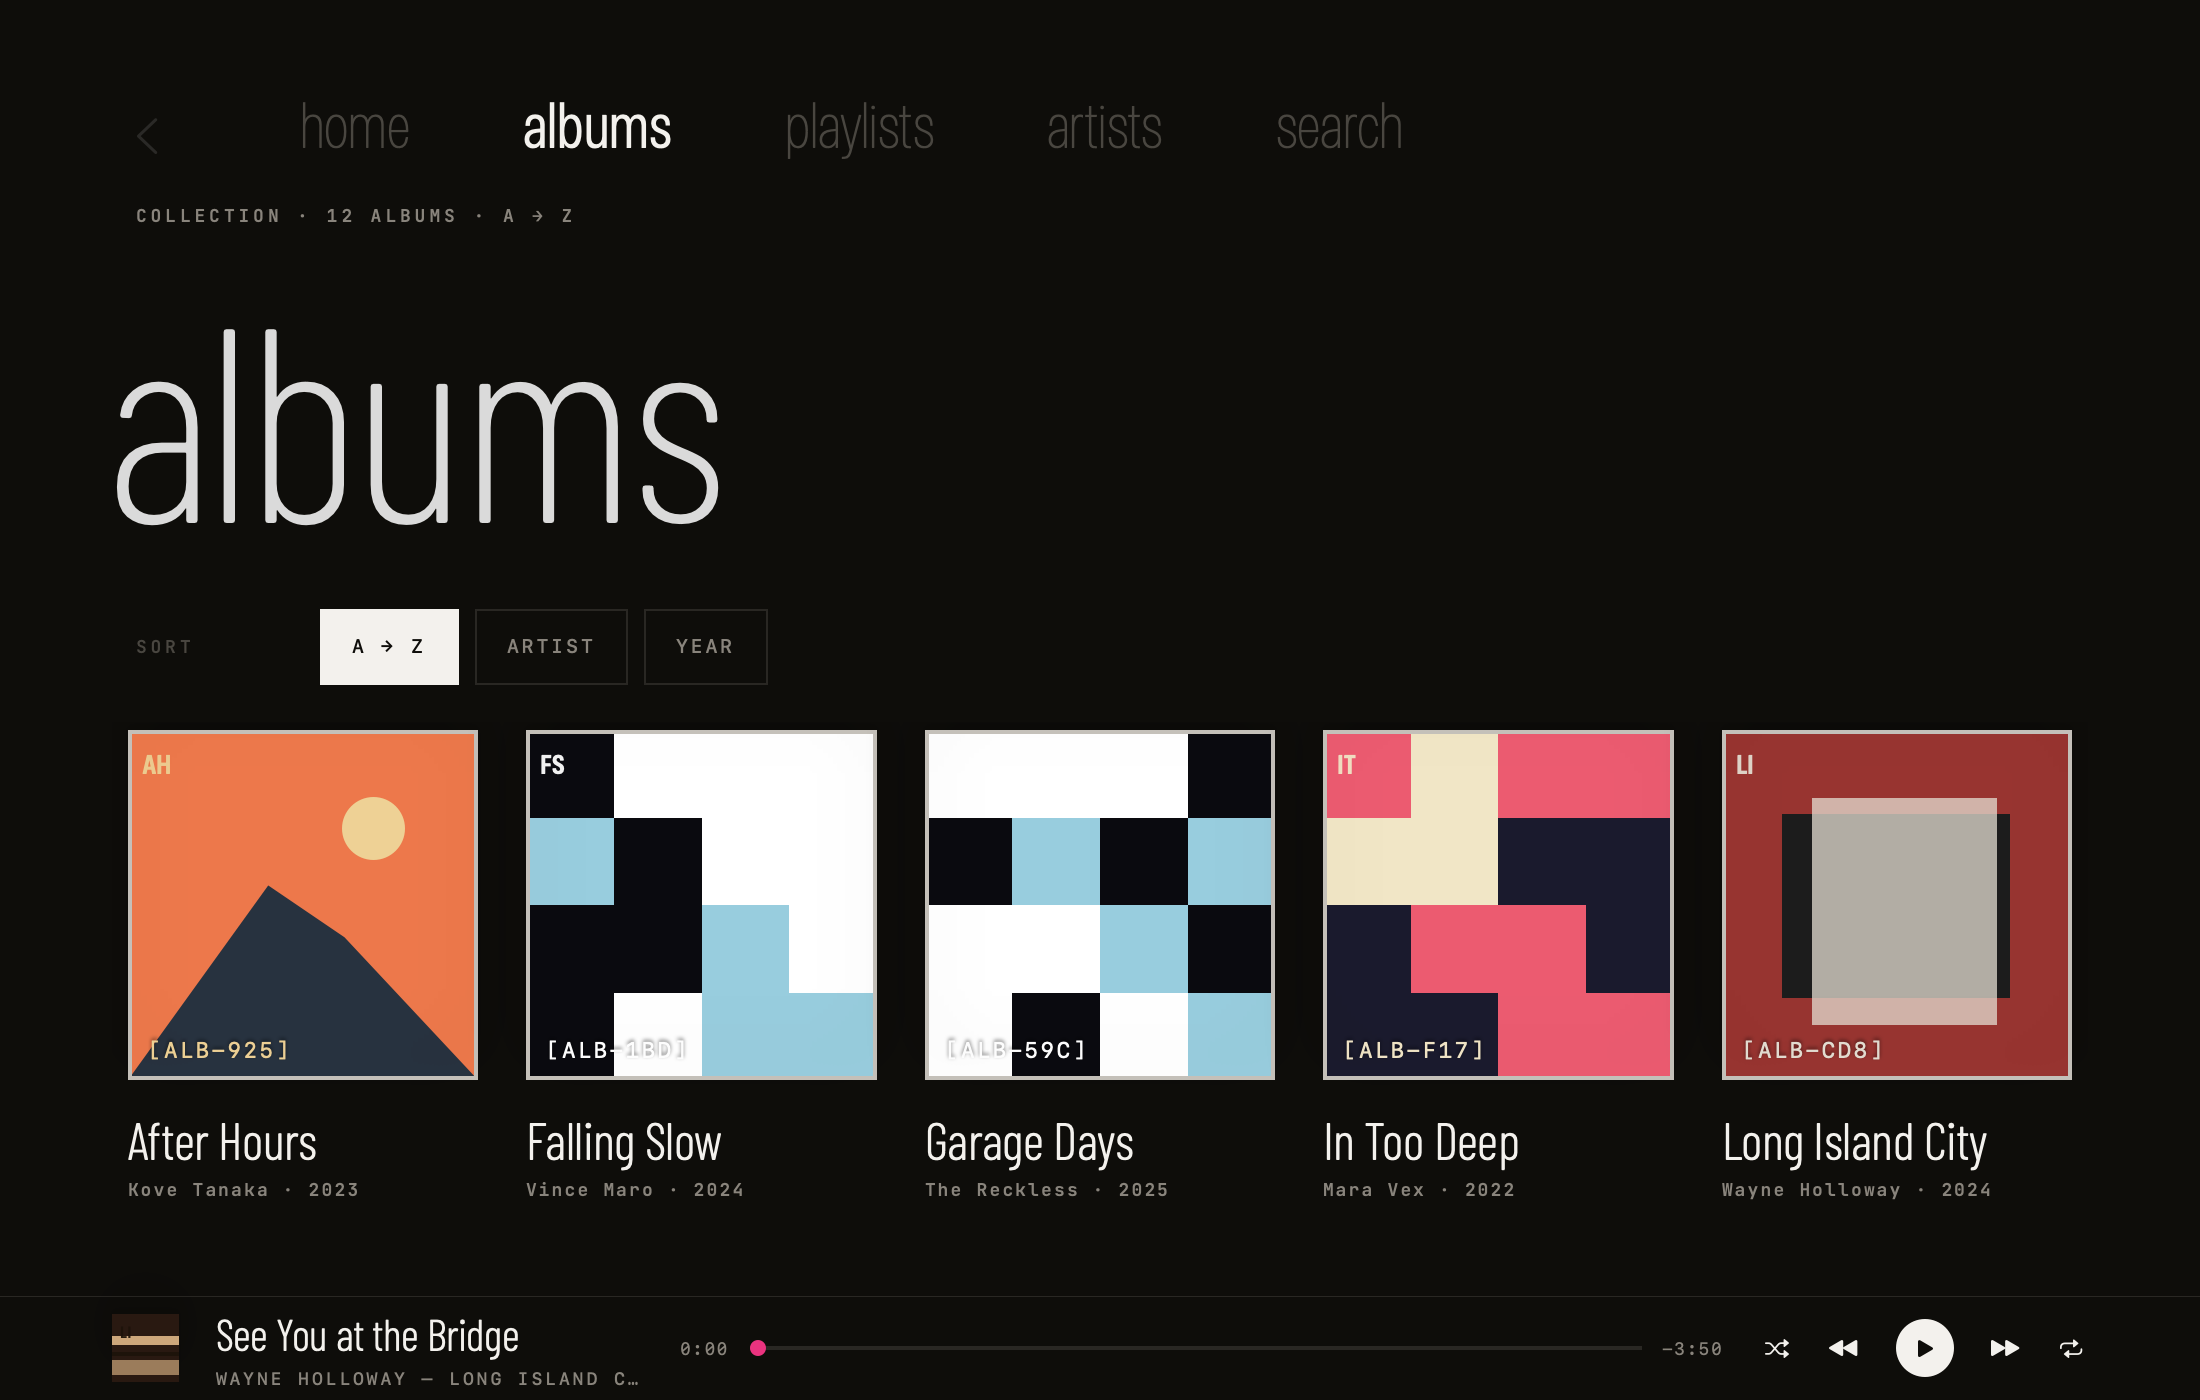 home albums playlists artists search
COLLECTION · 12 ALBUMS · A → Z
albums
SORT A → Z ARTIST YEAR
AH FS IT LI
[ALB-925] [ALB-1BD] [ALB-59C] [ALB-F17] [ALB-CD8]
After Hours Falling Slow Garage Days In Too Deep Long Island City
Kove Tanaka · 2023 Vince Maro · 2024 The Reckless · 2025 Mara Vex · 2022 Wayne Holloway · 2024
LI
See You at the Bridge
0:00 -3:50
WAYNE HOLLOWAY — LONG ISLAND C…